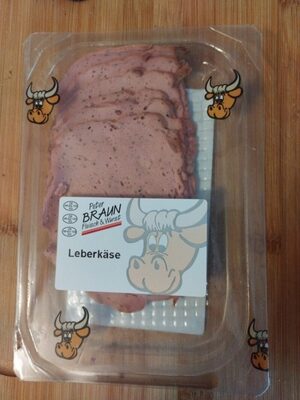 Peter
BRAUN
Fleisch & Wurst
Leberkäse